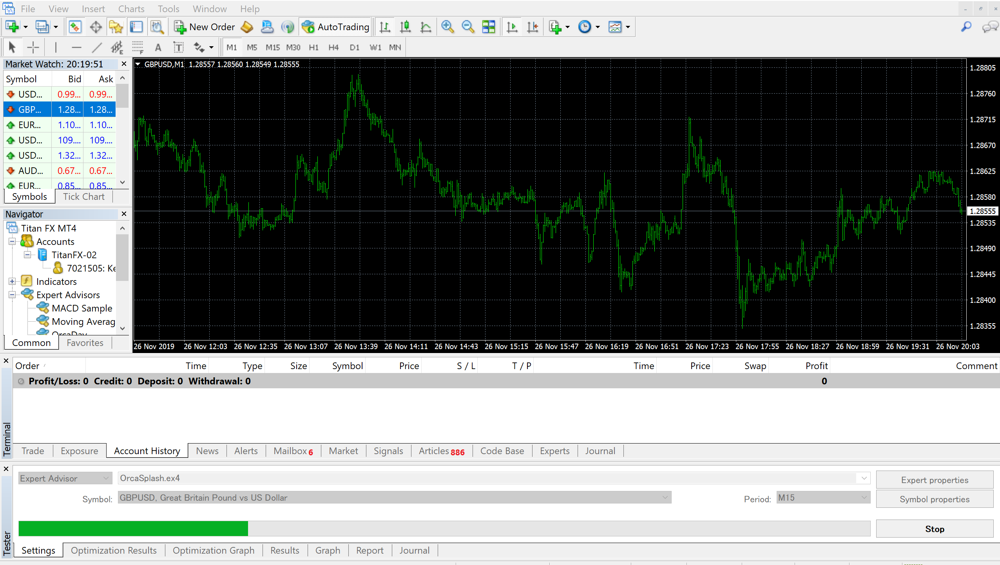 File View Insert Charts Tools Window Help
New Order AutoTrading
E F A T M1 M5 M15 M30 H1 H4 D1 W1 MN
Market Watch: 20:19:51
Symbol Bid Ask
USD... 0.99... 0.99...
GBP... 1.28... 1.28...
EUR... 1.10... 1.10...
USD... 109.... 109....
USD... 1.32... 1.32...
AUD... 0.67... 0.67...
EUR... 0.85... 0.85...
Symbols Tick Chart
Navigator
Titan FX MT4
Accounts
TitanFX-02
7021505: Ke
Indicators
Expert Advisors
MACD Sample
Moving Averag
OrcaDay
Common Favorites
GBPUSD,M1 1.28557 1.28560 1.28549 1.28555
1.28805
1.28760
1.28715
1.28670
1.28625
1.28580
1.28555
1.28535
1.28490
1.28445
1.28400
1.28355
26 Nov 2019 26 Nov 12:03 26 Nov 12:35 26 Nov 13:07 26 Nov 13:39 26 Nov 14:11 26 Nov 14:43 26 Nov 15:15 26 Nov 15:47 26 Nov 16:19 26 Nov 16:51 26 Nov 17:23 26 Nov 17:55 26 Nov 18:27 26 Nov 18:59 26 Nov 19:31 26 Nov 20:03
Order Time Type Size Symbol Price S / L T / P Time Price Swap Profit Comment
Profit/Loss: 0 Credit: 0 Deposit: 0 Withdrawal: 0 0
Terminal
Trade Exposure Account History News Alerts Mailbox 6 Market Signals Articles 886 Code Base Experts Journal
Expert Advisor OrcaSplash.ex4 Expert properties
Symbol: GBPUSD, Great Britain Pound vs US Dollar Period: M15 Symbol properties
Stop
Tester
Settings Optimization Results Optimization Graph Results Graph Report Journal